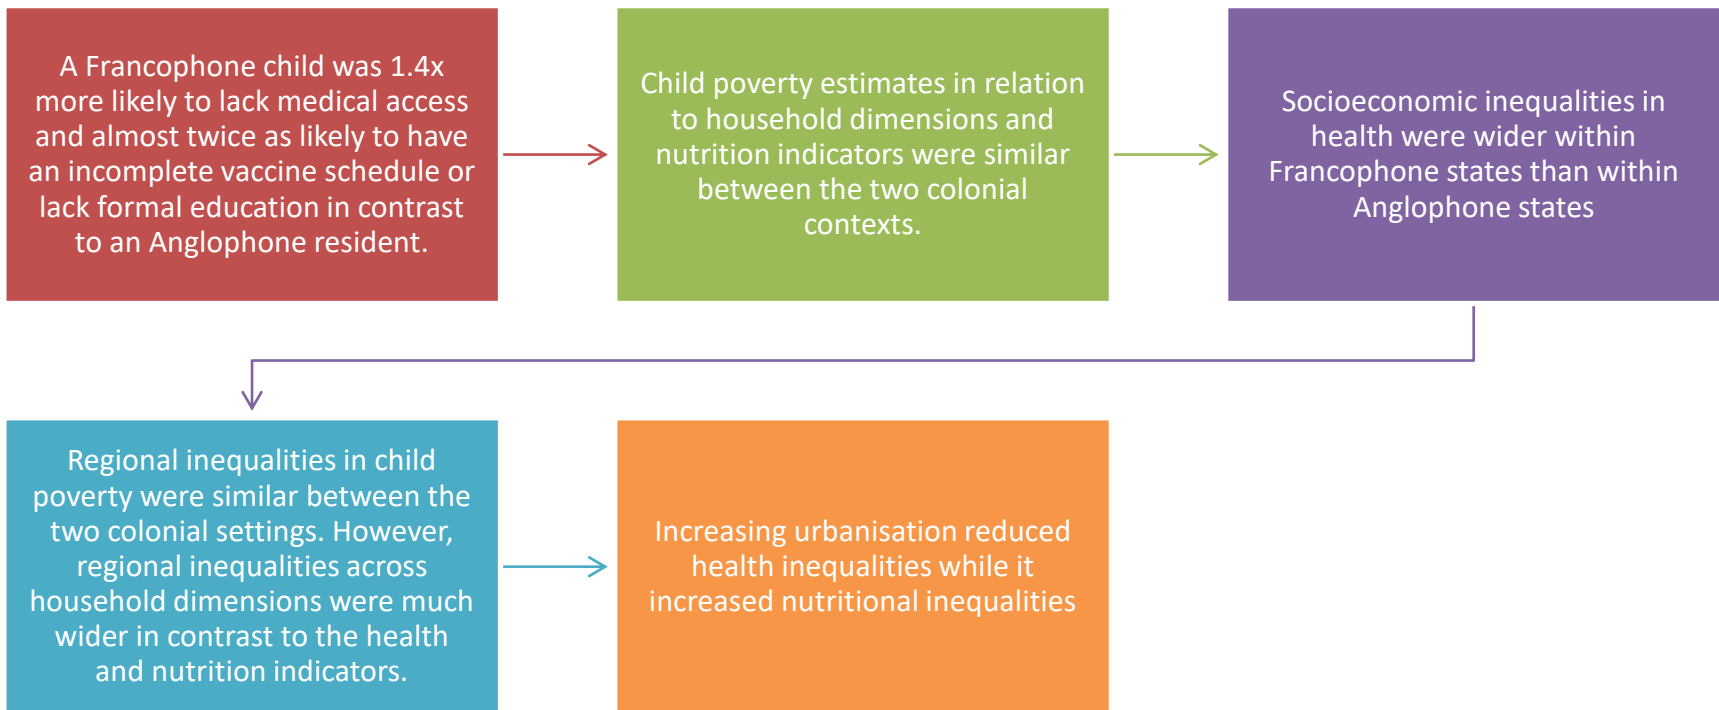 A Francophone child was 1.4x
more likely to lack medical access
and almost twice as likely to have
an incomplete vaccine schedule or
lack formal education in contrast
to an Anglophone resident.
Child poverty estimates in relation
to household dimensions and
nutrition indicators were similar
between the two colonial
contexts.
Socioeconomic inequalities in
health were wider within
Francophone states than within
Anglophone states
Regional inequalities in child
poverty were similar between the
two colonial settings. However,
regional inequalities across
household dimensions were much
wider in contrast to the health
and nutrition indicators.
Increasing urbanisation reduced
health inequalities while it
increased nutritional inequalities